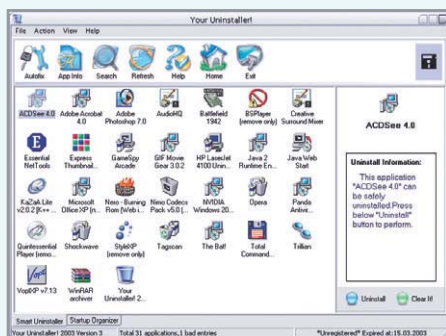 Your Uninstaller!
File Action View Help
Autofix App Info Search Refresh Help Home Exit
ACDSee 4.0 Adobe Acrobat 4.0 Adobe Photoshop 7.0 AudioHQ Battlefield 1942 BSPlayer (remove only) Creative Surround Mixer
Essential NetTools Express Thumbnail... GameSpy Arcade GIF Movie Gear 3.0.2 HP LaserJet 4100 Unin... Java 2 Runtime En... Java Web Start
KaZaA Lite v2.0.2 [K++ ... Microsoft Office XP [n... Nero - Burning Rom [Web i... Nimo Codecs Pack v5.0 [... NVIDIA Windows 20... Opera Panda Antivir...
Quintessential Player [remo... Shockwave StyleXP (remove only) Tagscan The Bat! Total Command... Trillian
VoptXP v7.13 WinRAR archiver Your Uninstaller! 2...
ACDSee 4.0
Uninstall Information:
This application
"ACDSee 4.0" can
be safely
uninstalled.Press
below "Uninstall"
button to perform.
Uninstall Clear It!
Smart Uninstaller Startup Organizer
Your Uninstaller! 2003 Version 3 Total 31 applications,1 bad entries *Unregistered* Expired at:15.03.2003